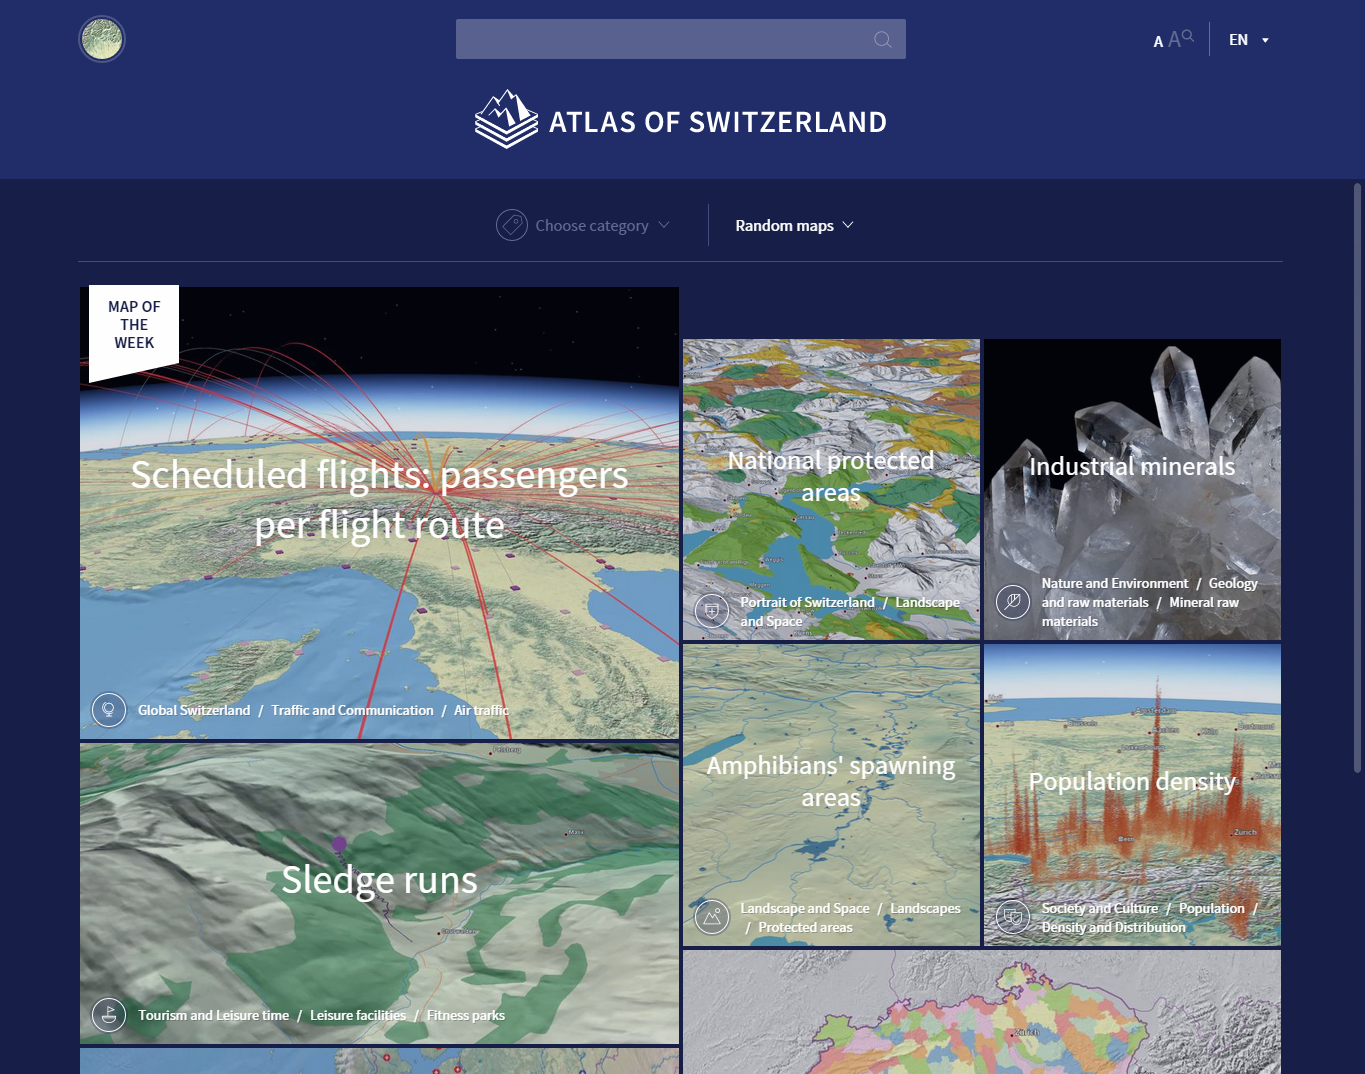 A A
EN
ATLAS OF SWITZERLAND
Choose category
Random maps
MAP OF
THE
WEEK
Scheduled flights: passengers
per flight route
Global Switzerland / Traffic and Communication / Air traffic
National protected
areas
Portrait of Switzerland / Landscape
and Space
Industrial minerals
Nature and Environment / Geology
and raw materials / Mineral raw
materials
Sledge runs
Tourism and Leisure time / Leisure facilities / Fitness parks
Amphibians' spawning
areas
Landscape and Space / Landscapes
/ Protected areas
Population density
Bern
Zürich
Society and Culture / Population /
Density and Distribution
Zürich